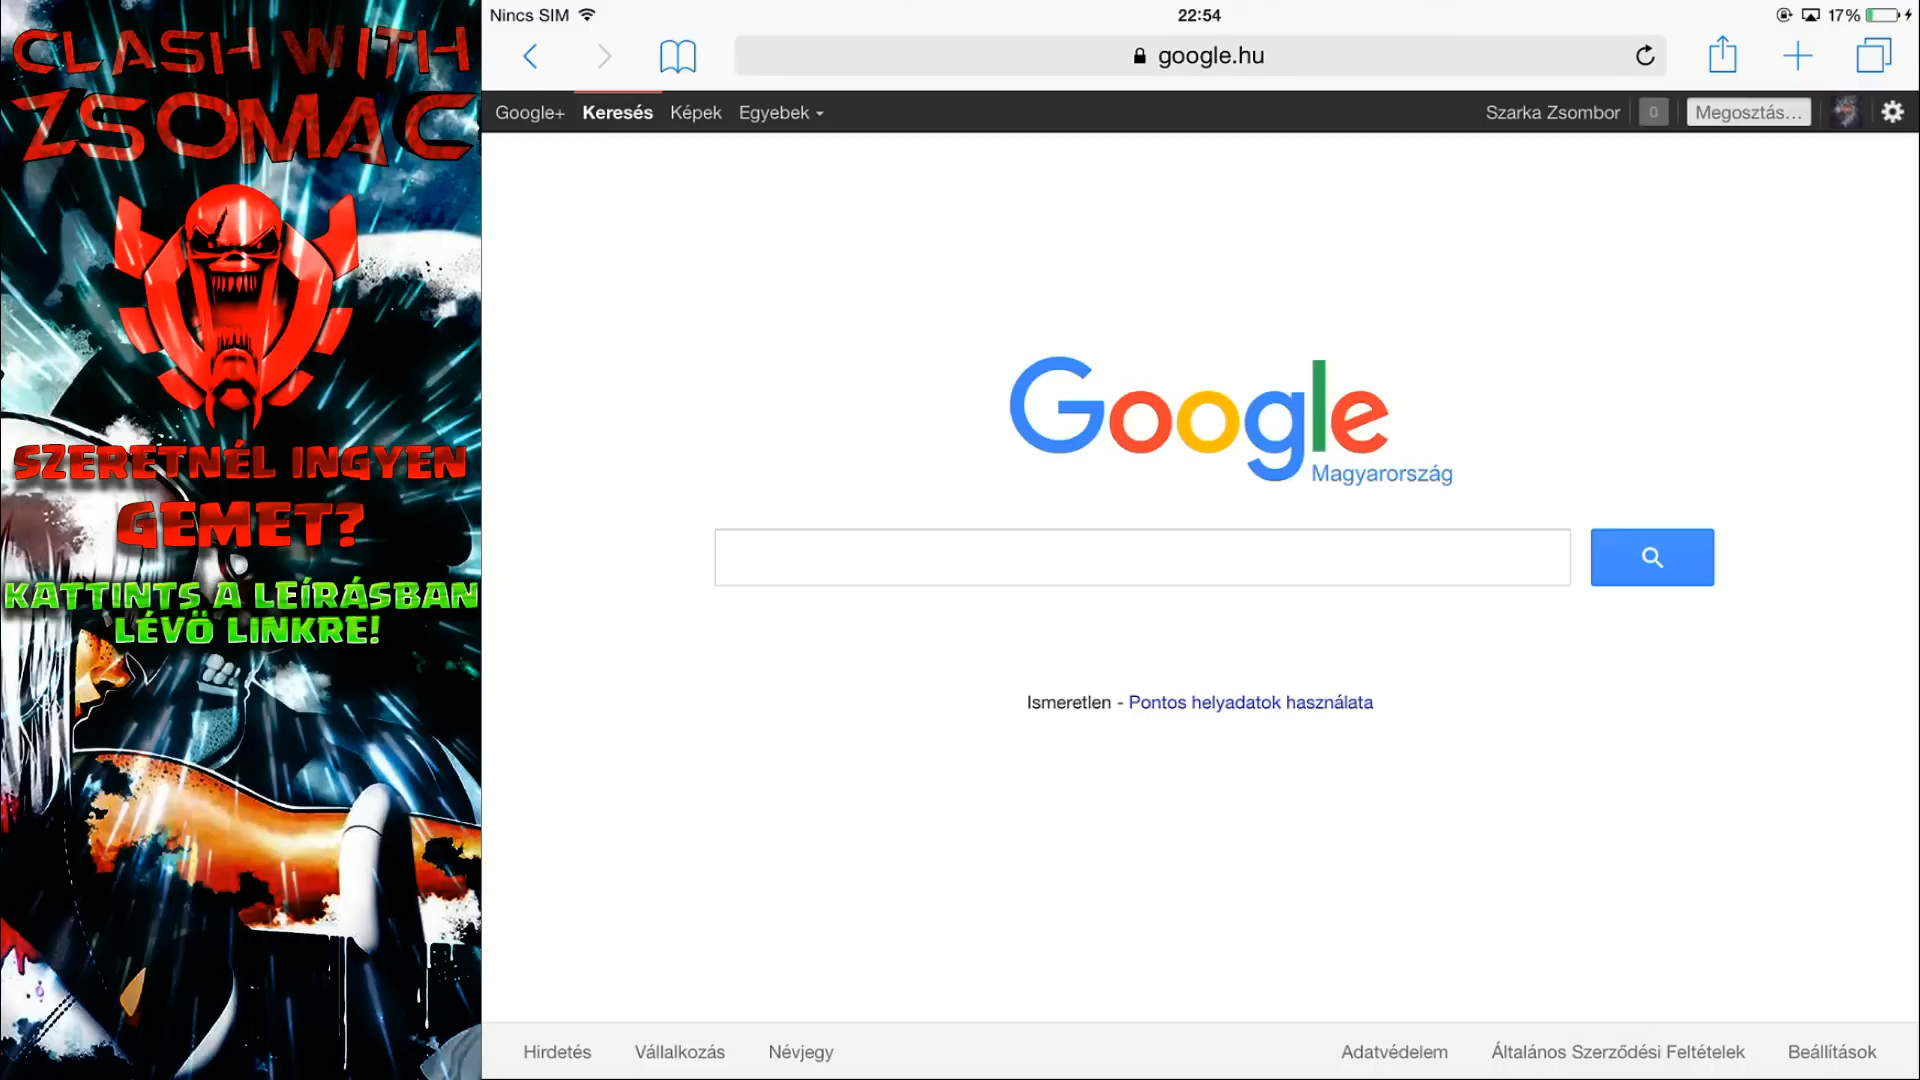 CLASH WITH
ZSOMAC
SZERETNÉL INGYEN
GEMET?
KATTINTS A LEÍRÁSBAN
LÉVÖ LINKRE!
Nincs SIM
22:54
17%
google.hu
Google+ Keresés Képek Egyebek
Szarka Zsombor 0 Megosztás...
Google
Magyarország
Ismeretlen - Pontos helyadatok használata
Hirdetés Vállalkozás Névjegy
Adatvédelem Általános Szerződési Feltételek Beállítások